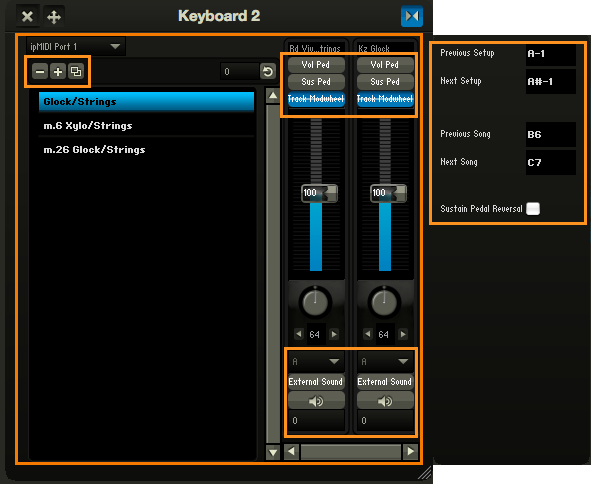 Keyboard 2
ipMIDI Port 1
0
Glock/Strings
m.6 Xylo/Strings
m.26 Glock/Strings
Rd Viu...trings
Kz Glock
Vol Ped
Vol Ped
Sus Ped
Sus Ped
Track Modwheel
Track Modwheel
100
100
64
64
A
A
External Sound
External Sound
0
0
Previous Setup
A-1
Next Setup
A#-1
Previous Song
B6
Next Song
C7
Sustain Pedal Reversal